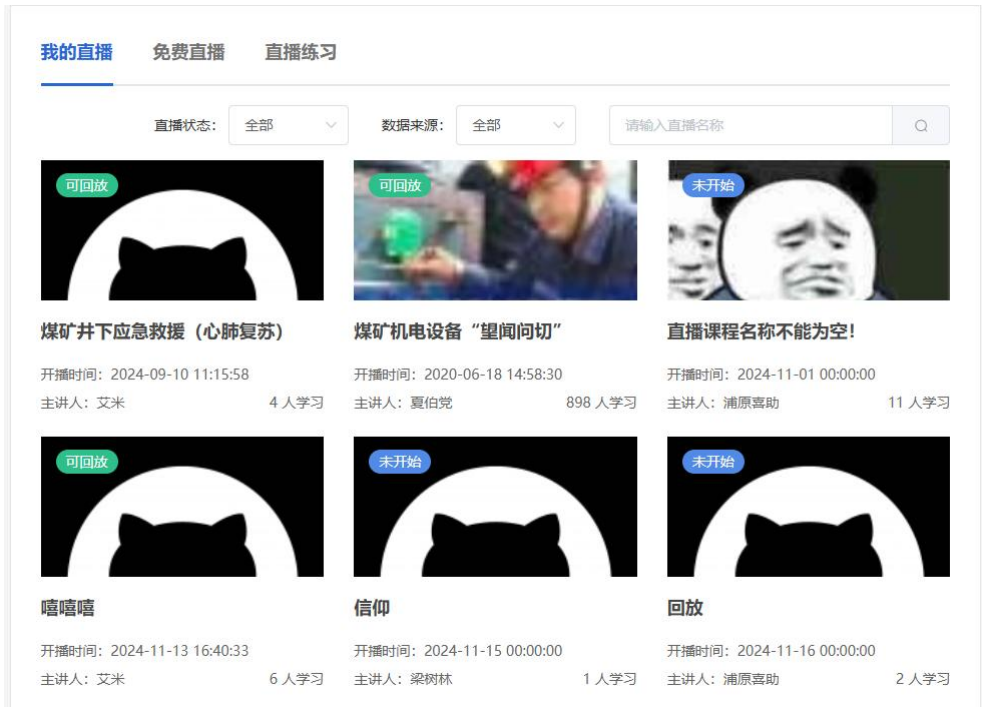 我的直播 免费直播 直播练习
直播状态： 全部 数据来源： 全部 请输入直播名称
可回放 可回放 未开始
煤矿井下应急救援（心肺复苏） 煤矿机电设备“望闻问切” 直播课程名称不能为空！
开播时间：2024-09-10 11:15:58 开播时间：2020-06-18 14:58:30 开播时间：2024-11-01 00:00:00
主讲人：艾米 4 人学习 主讲人：夏伯党 898 人学习 主讲人：浦原喜助 11 人学习
可回放 未开始 未开始
嘻嘻嘻 信仰 回放
开播时间：2024-11-13 16:40:33 开播时间：2024-11-15 00:00:00 开播时间：2024-11-16 00:00:00
主讲人：艾米 6 人学习 主讲人：梁树林 1 人学习 主讲人：浦原喜助 2 人学习